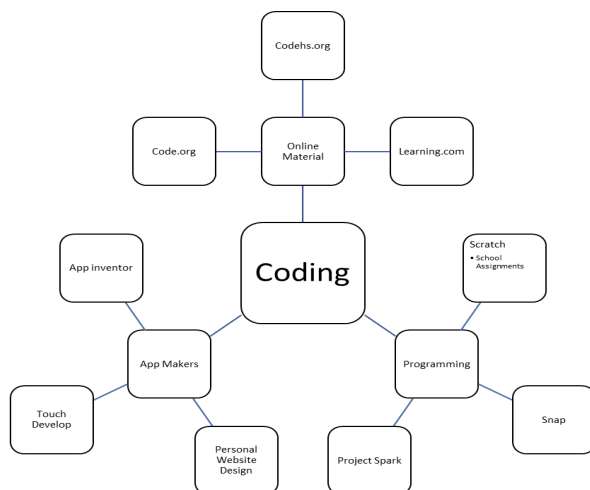 Codehs.org
Code.org
Online
Material
Learning.com
Coding
App inventor
Scratch
• School
Assignments
App Makers
Programming
Touch
Develop
Snap
Personal
Website
Design
Project Spark